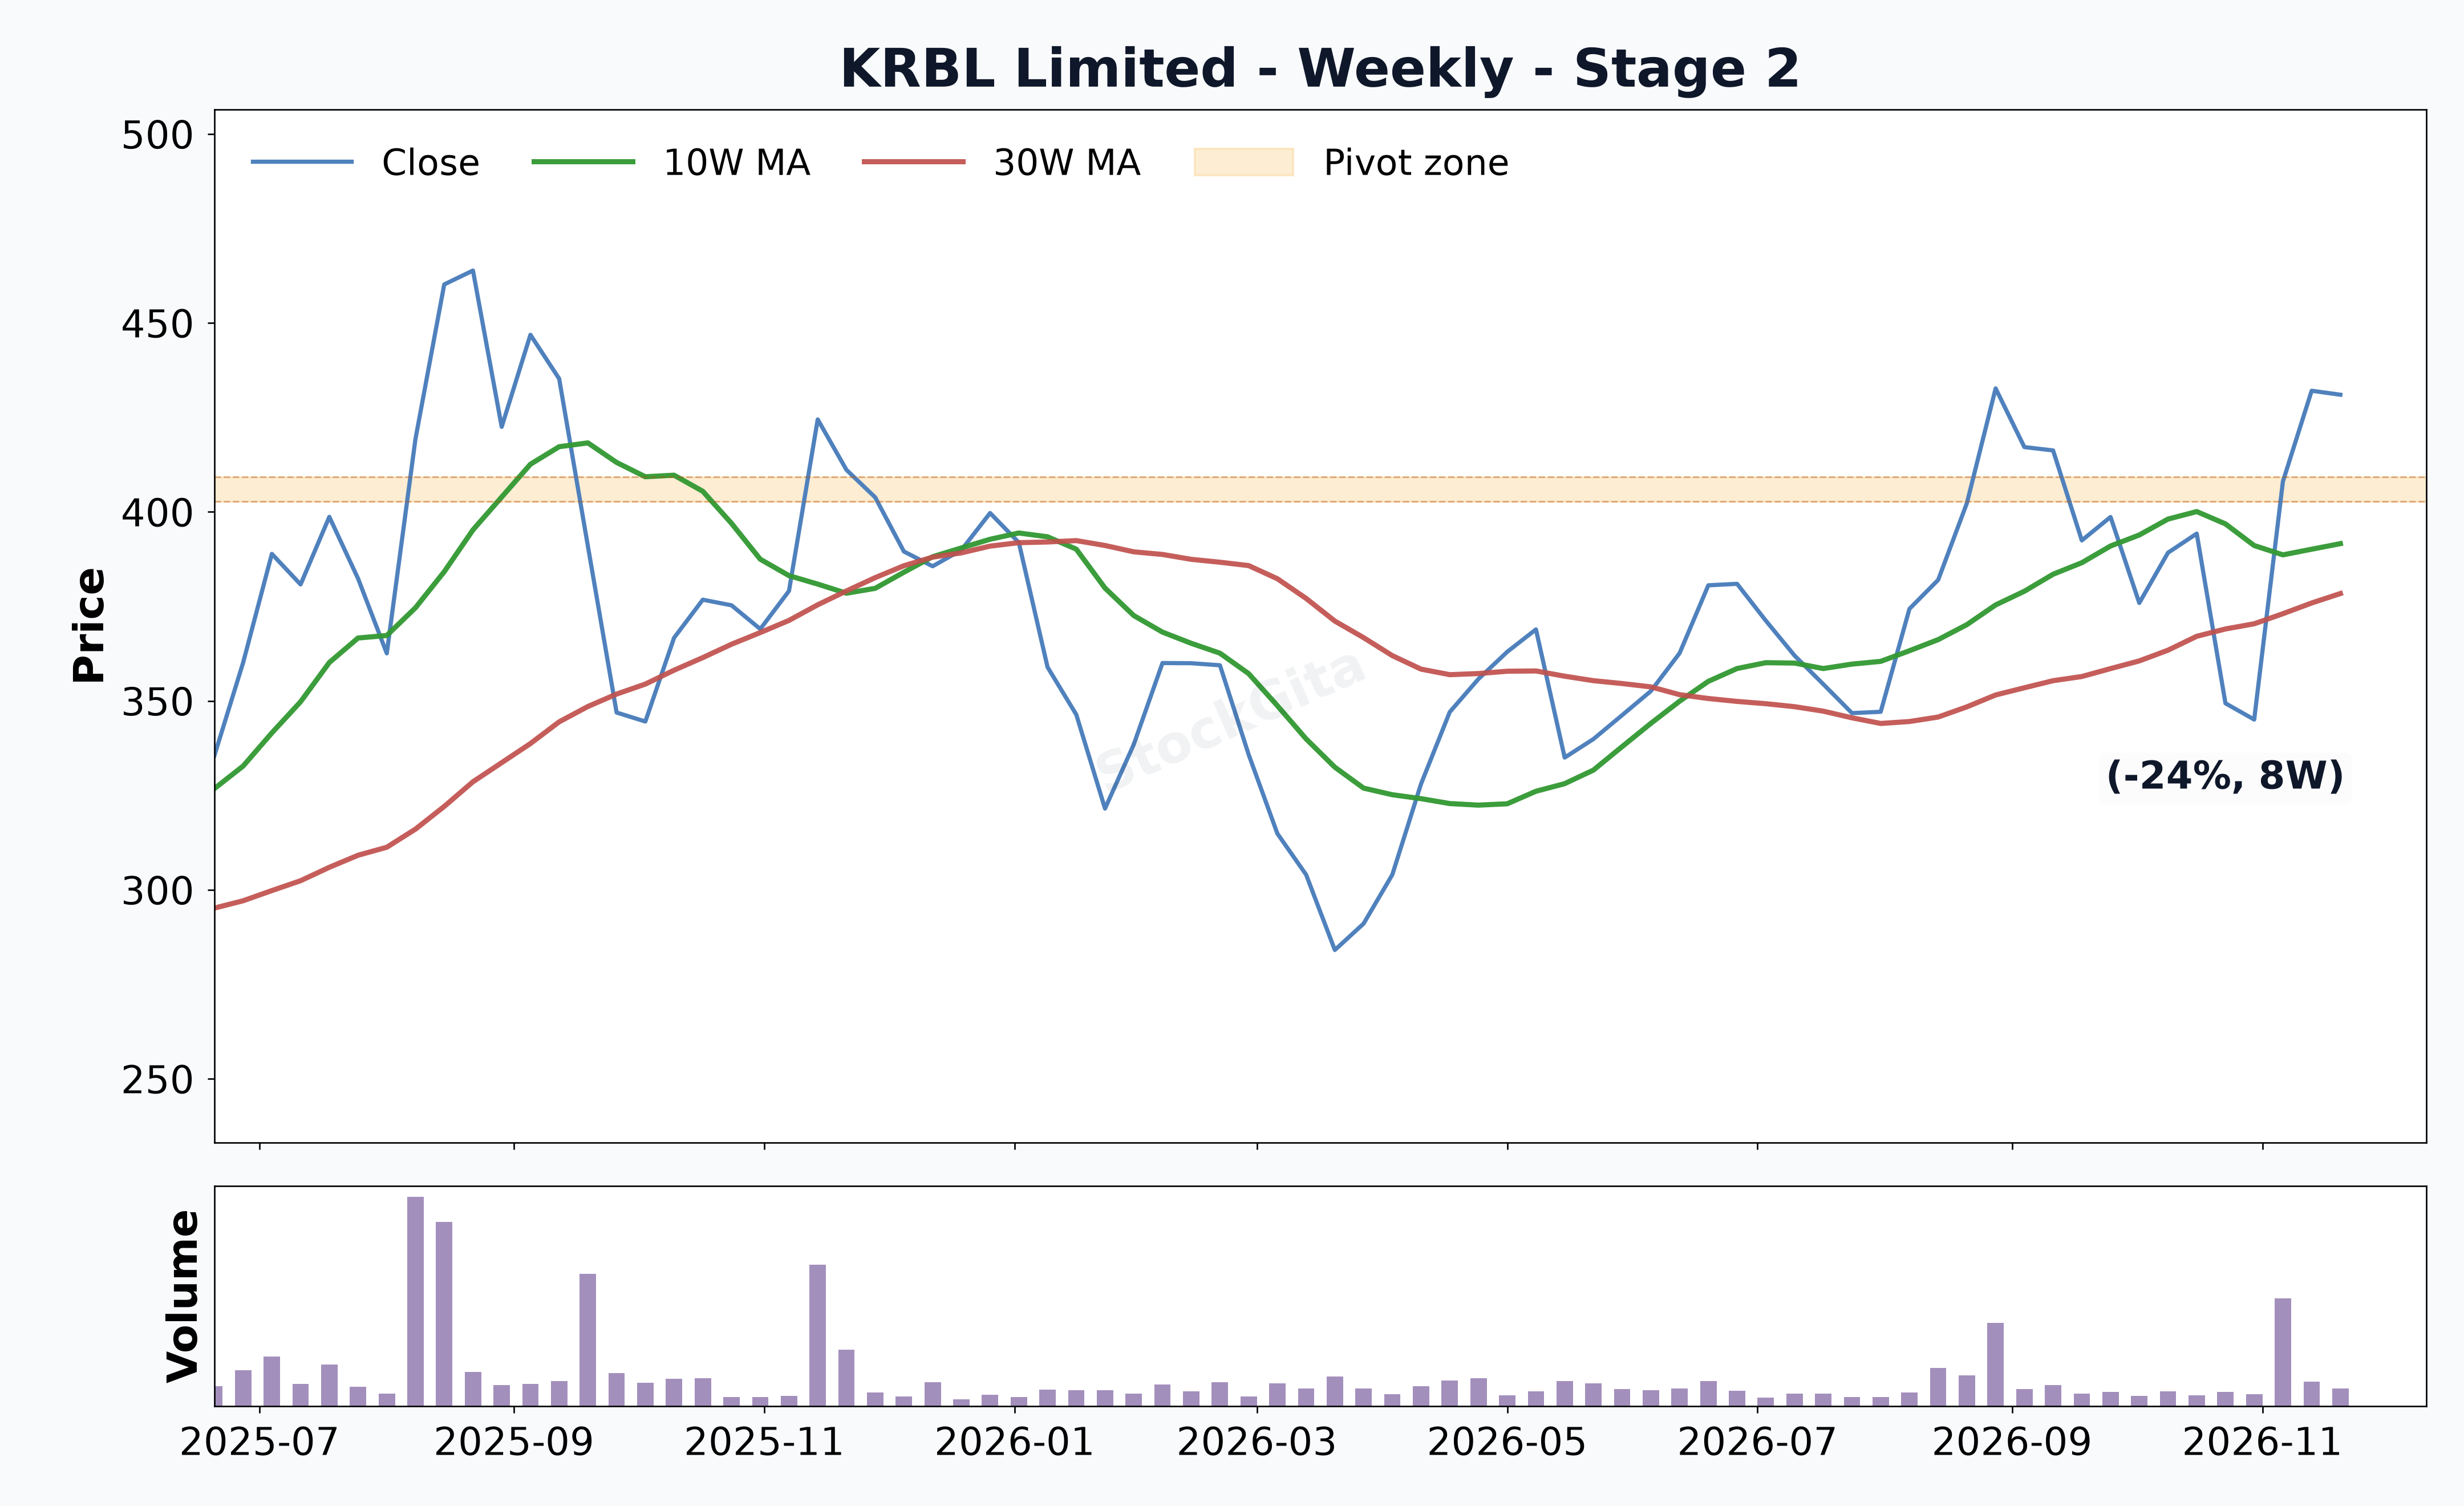 KRBL Limited - Weekly - Stage 2
Close 10W MA 30W MA Pivot zone
500
450
400
350
300
250
Price
StockGita
(-24%, 8W)
Volume
2025-07 2025-09 2025-11 2026-01 2026-03 2026-05 2026-07 2026-09 2026-11